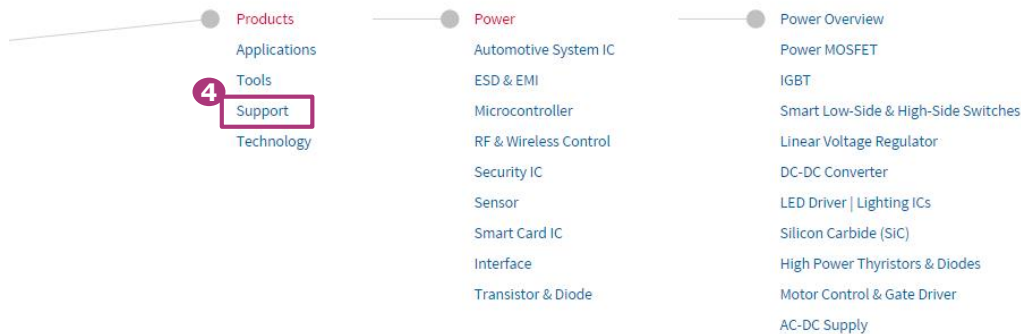 Products
Applications
Tools
4
Support
Technology
Power
Automotive System IC
ESD & EMI
Microcontroller
RF & Wireless Control
Security IC
Sensor
Smart Card IC
Interface
Transistor & Diode
Power Overview
Power MOSFET
IGBT
Smart Low-Side & High-Side Switches
Linear Voltage Regulator
DC-DC Converter
LED Driver | Lighting ICs
Silicon Carbide (SiC)
High Power Thyristors & Diodes
Motor Control & Gate Driver
AC-DC Supply